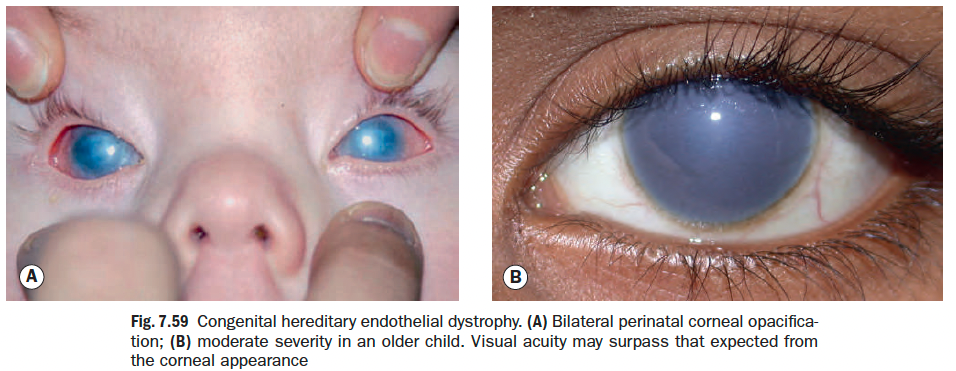 A
B
Fig. 7.59 Congenital hereditary endothelial dystrophy. (A) Bilateral perinatal corneal opacifica-
tion; (B) moderate severity in an older child. Visual acuity may surpass that expected from
the corneal appearance